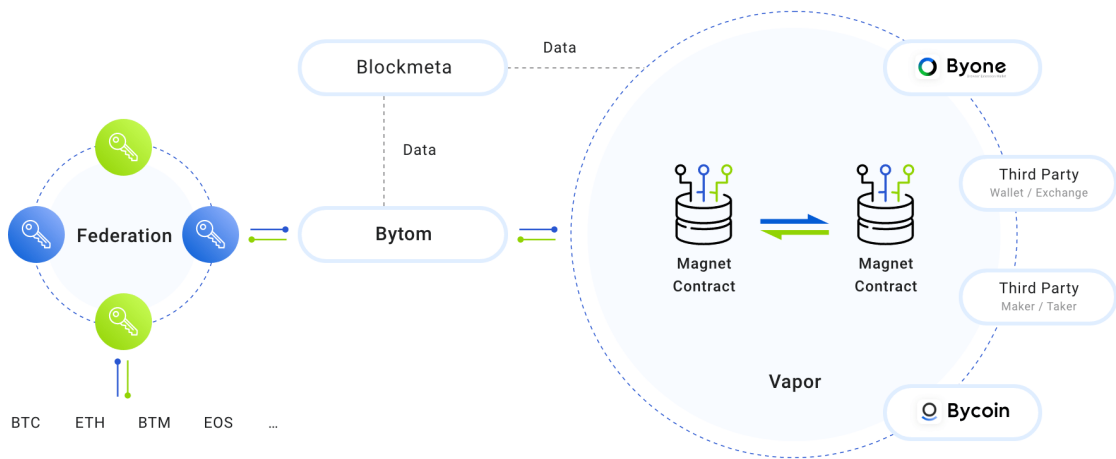 Data
Blockmeta
Data
Byone
Third Party
Wallet / Exchange
Federation
Bytom
Magnet
Contract
Magnet
Contract
Third Party
Maker / Taker
Vapor
Bycoin
BTC ETH BTM EOS ...